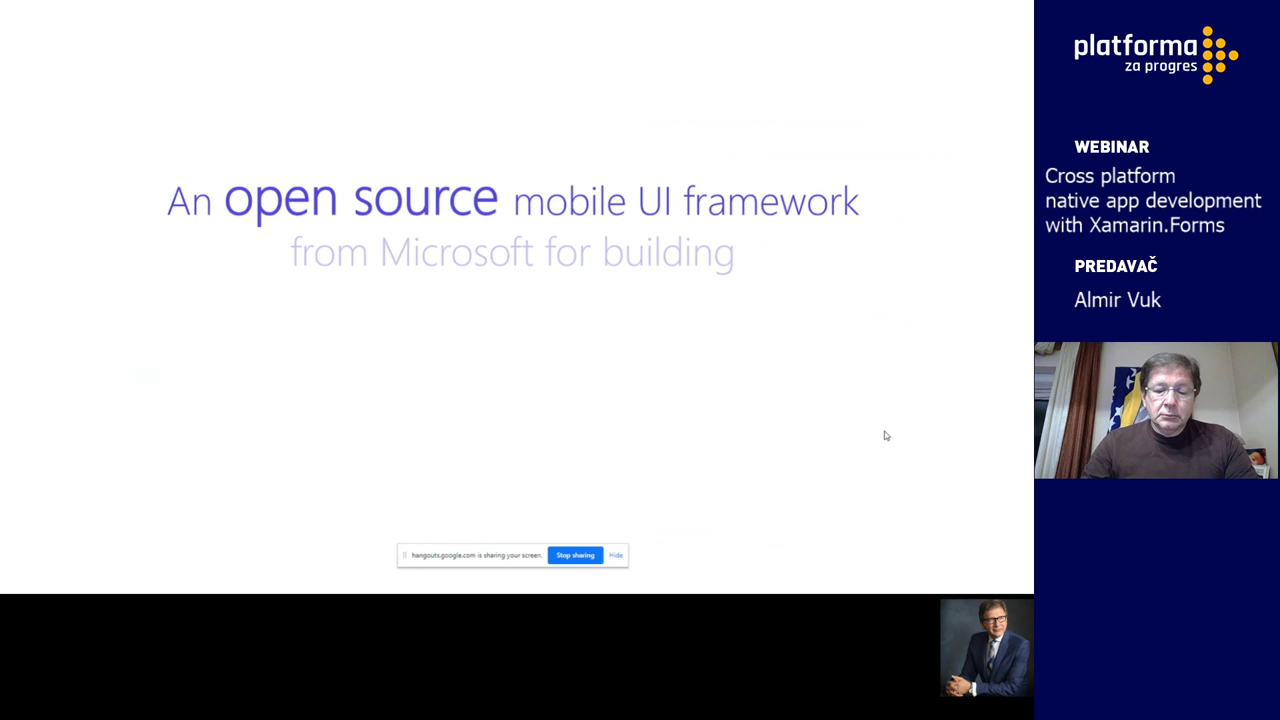 An open source mobile UI framework
from Microsoft for building
hangouts.google.com is sharing your screen.
Stop sharing
Hide
platforma
za progres
WEBINAR
Cross platform
native app development
with Xamarin.Forms
PREDAVAČ
Almir Vuk